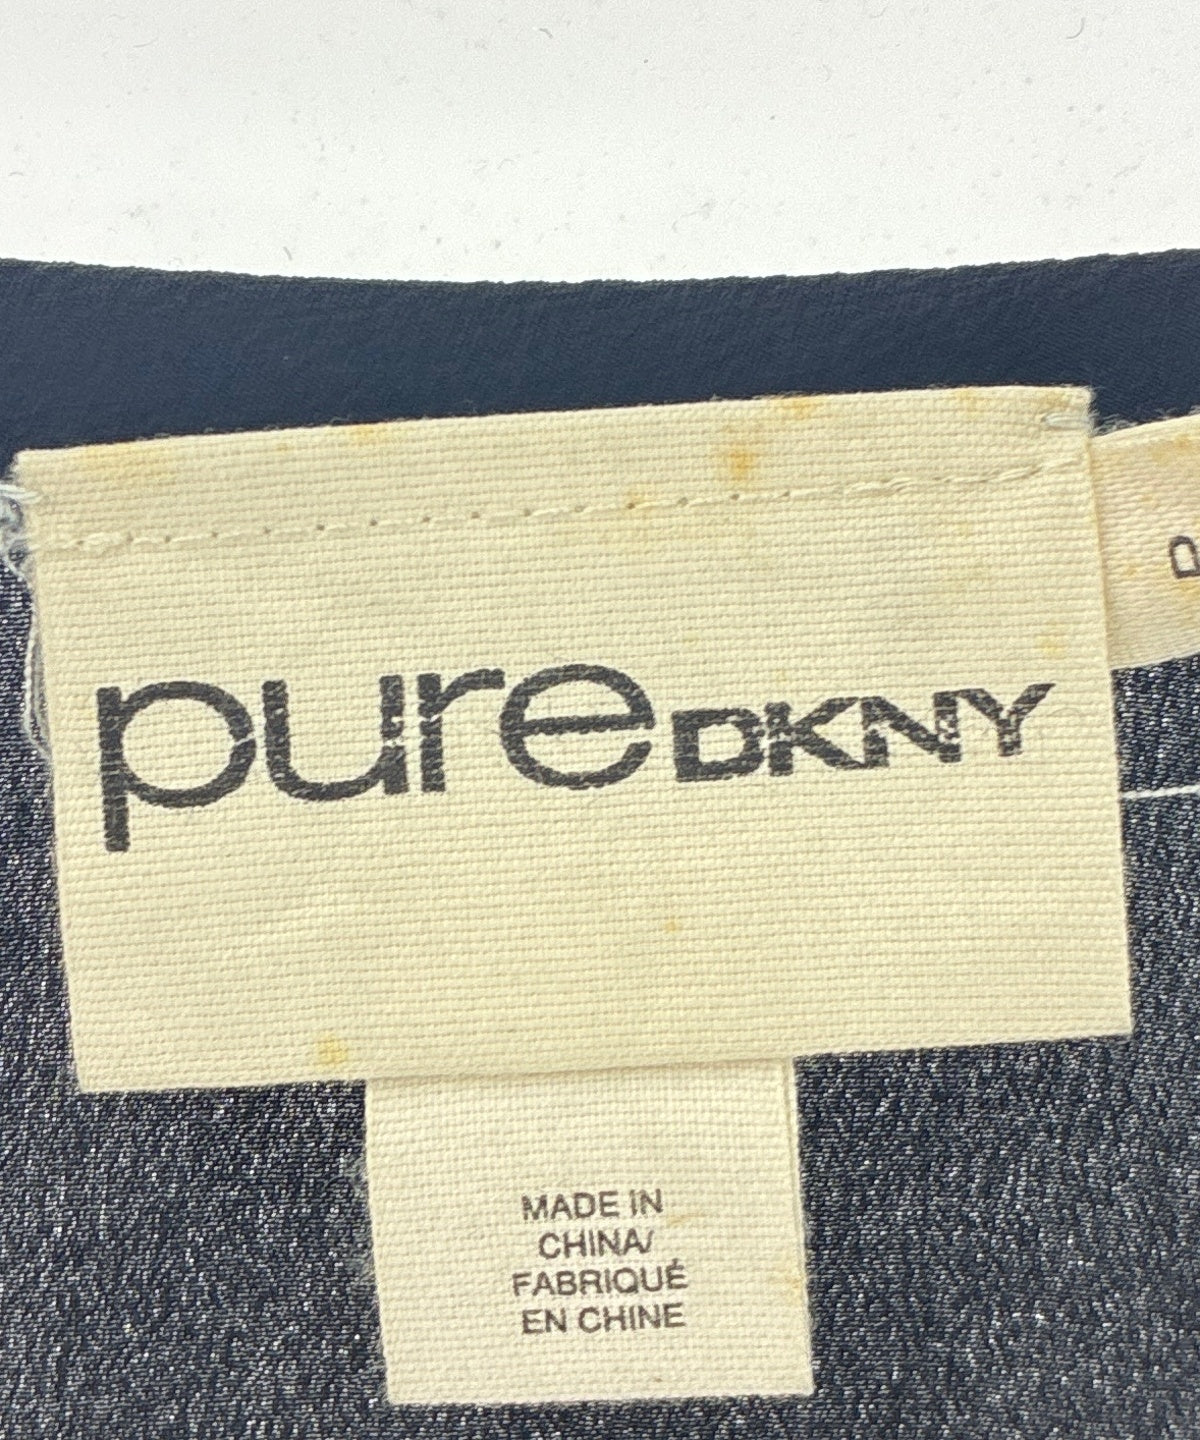 pure DKNY
MADE IN
CHINA/
FABRIQUÉ
EN CHINE